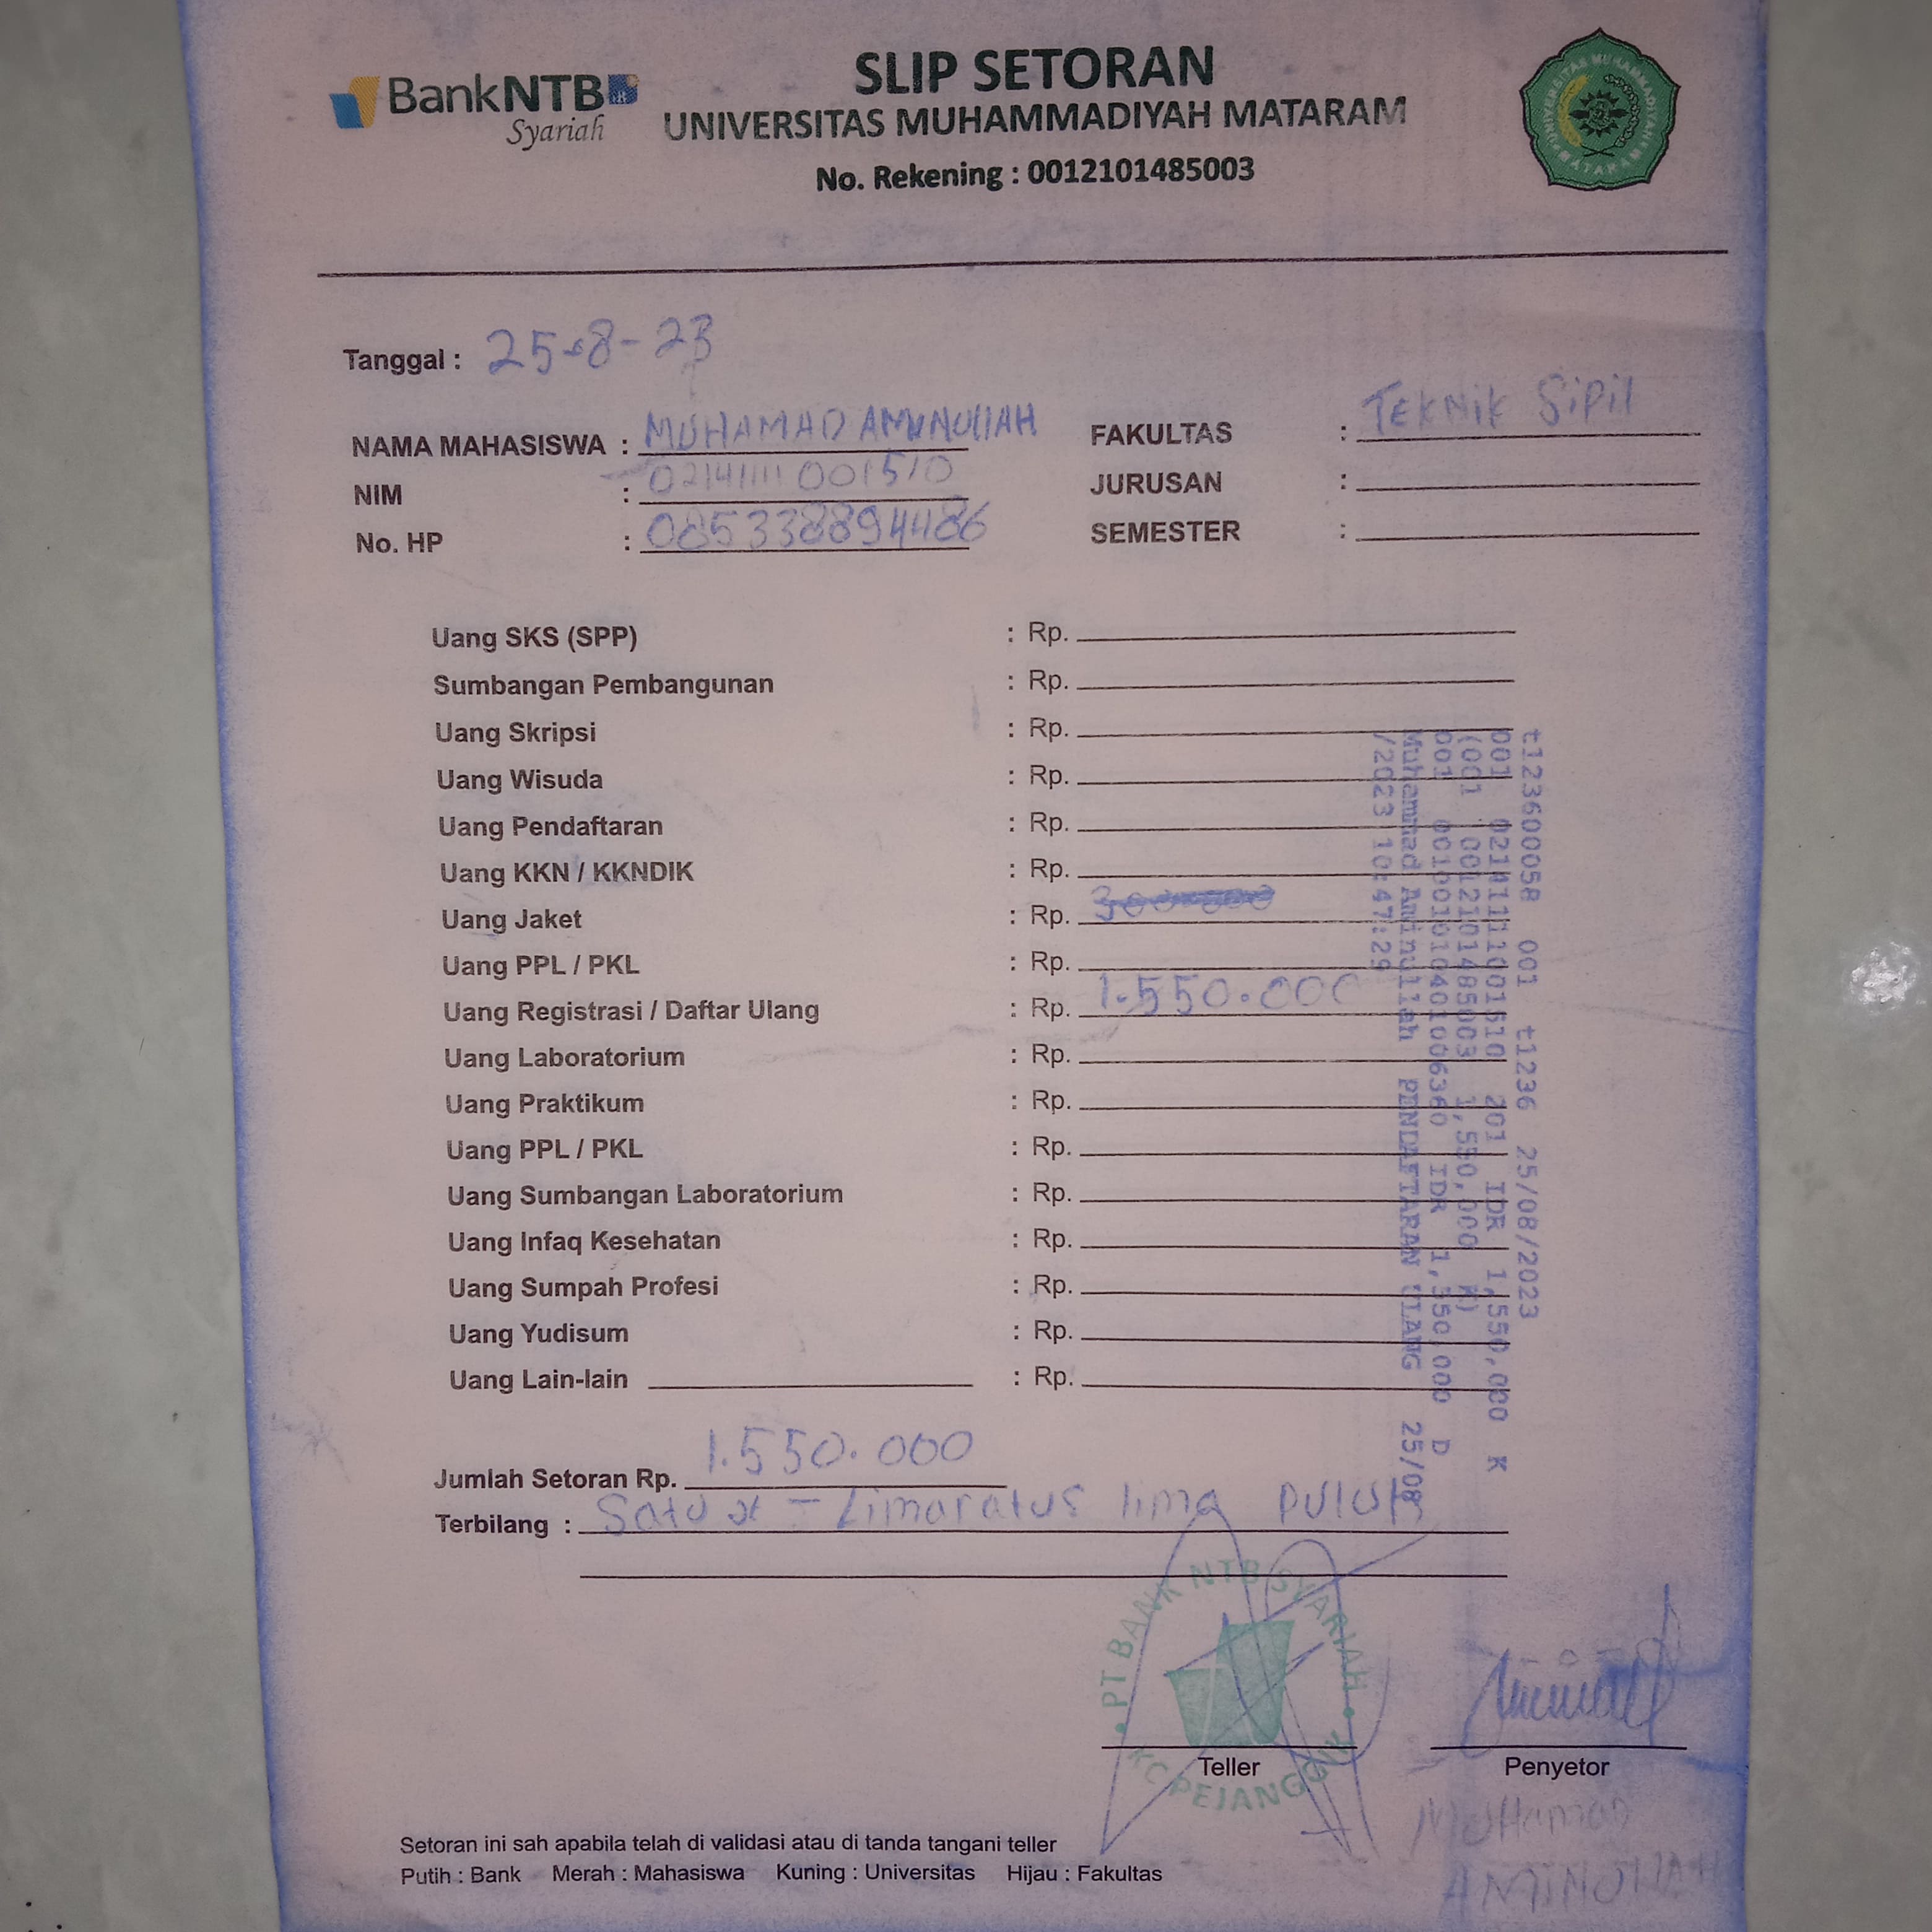 BankNTB
Syariah
SLIP SETORAN
UNIVERSITAS MUHAMMADIYAH MATARAM
No. Rekening : 0012101485003
Tanggal : 25-8-23
NAMA MAHASISWA : MUHAMAD AMINULLAH
NIM : 02141111001510
No. HP : 085338894486
FAKULTAS : TEKNIK SIPIL
JURUSAN :
SEMESTER :
Uang SKS (SPP) : Rp.
Sumbangan Pembangunan : Rp.
Uang Skripsi : Rp.
Uang Wisuda : Rp.
Uang Pendaftaran : Rp.
Uang KKN / KKNDIK : Rp.
Uang Jaket : Rp.
Uang PPL / PKL : Rp.
Uang Registrasi / Daftar Ulang : Rp. 1.550.000
Uang Laboratorium : Rp.
Uang Praktikum : Rp.
Uang PPL / PKL : Rp.
Uang Sumbangan Laboratorium : Rp.
Uang Infaq Kesehatan : Rp.
Uang Sumpah Profesi : Rp.
Uang Yudisum : Rp.
Uang Lain-lain : Rp.
t123600058 001 t1236 25/08/2023
001 02141111001510 201 IDR 1,550,000 K
(001 0012101485003 1,550,000 K)
001 001001010401006360 IDR 1,550,000 D
Muhammad Aminullah PENDAFTARAN ULANG 25/08
/2023 10:47:29
Jumlah Setoran Rp. 1.550.000
Terbilang : Satu - Limaratus lima puluh
PT BANK NTB SYARIAH
KC PEJANGGIK
Teller
Penyetor
MUHAMAD
AMINULLAH
Setoran ini sah apabila telah di validasi atau di tanda tangani teller
Putih : Bank Merah : Mahasiswa Kuning : Universitas Hijau : Fakultas